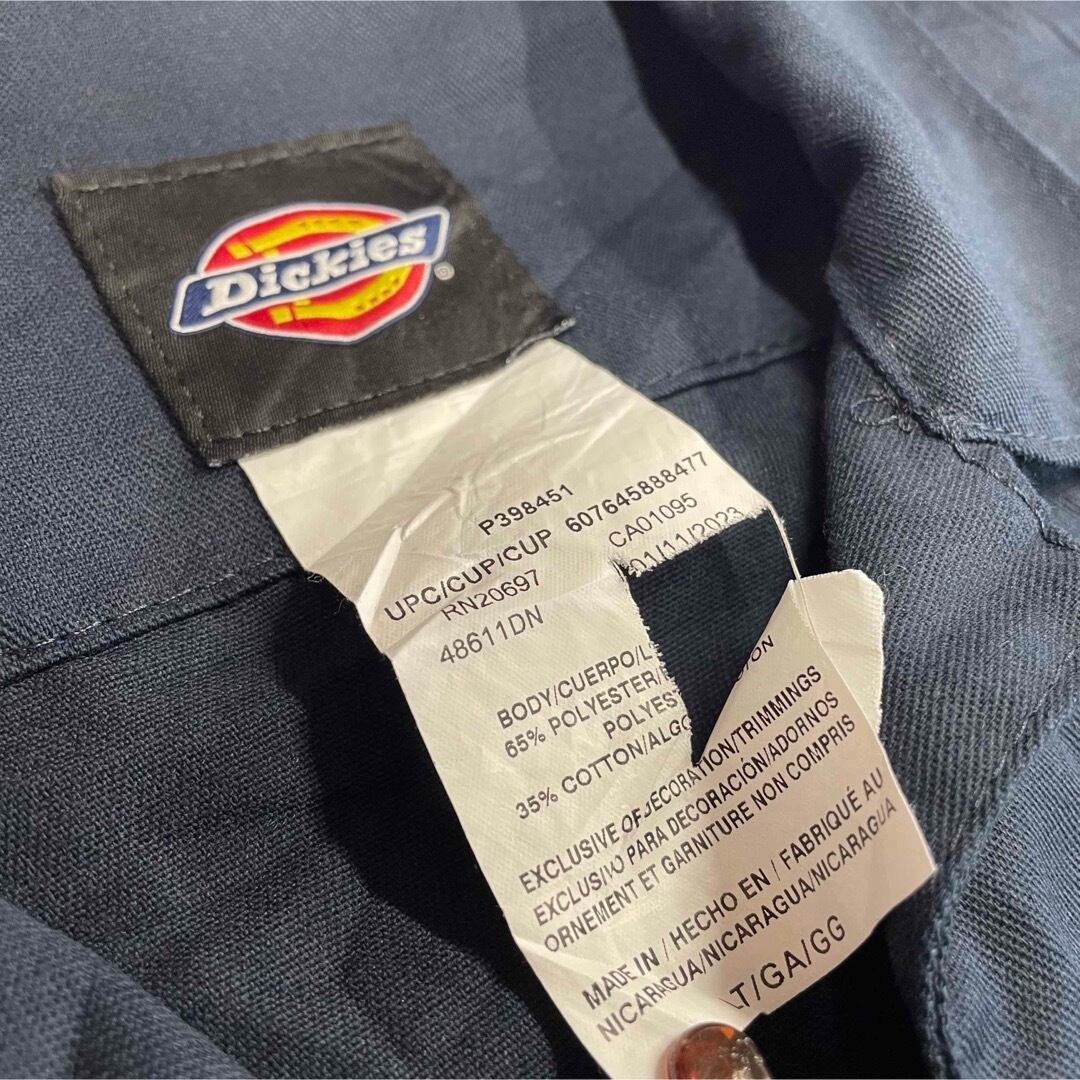 Dickies®
P398451
UPC/CUP/CUP 607645888477
RN20697 CA01095
48611DN 01/11/2023
BODY/CUERPO/
65% POLYESTER/
35% COTTON/
EXCLUSIVE OF DECORATION/TRIMMINGS
EXCLUSIVO PARA DECORACIÓN/ADORNOS
ORNEMENT ET GARNITURE NON COMPRIS
MADE IN / HECHO EN / FABRIQUÉ AU
NICARAGUA/NICARAGUA/NICARAGUA
LT/GA/GG